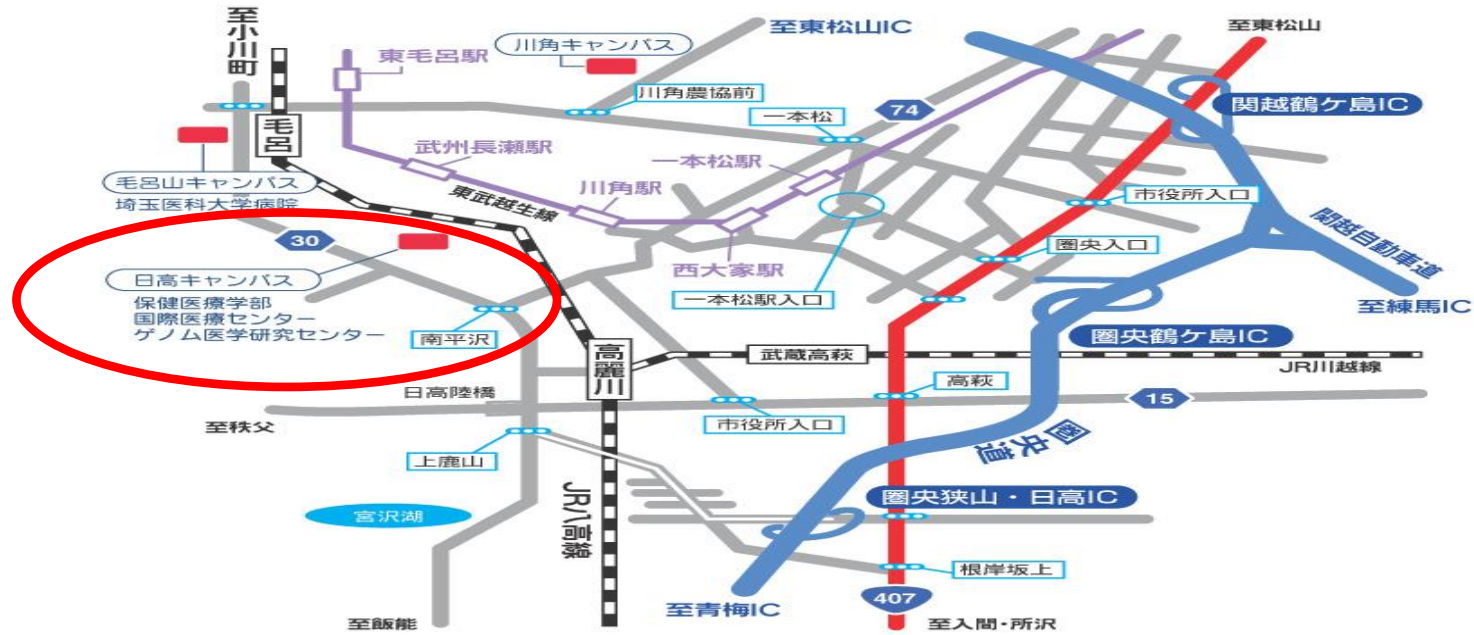 至小川町
東毛呂駅
川角キャンパス
至東松山IC
至東松山
川角農協前
74
関越鶴ヶ島IC
一本松
毛呂
武州長瀬駅
一本松駅
毛呂山キャンパス
埼玉医科大学病院
東武越生線
川角駅
市役所入口
関越自動車道
30
圏央入口
西大家駅
日高キャンパス
一本松駅入口
至練馬IC
保健医療学部
国際医療センター
ゲノム医学研究センター
南平沢
高麗川
武蔵高萩
圏央鶴ヶ島IC
JR川越線
日高陸橋
高萩
15
至秩父
市役所入口
圏央道
上鹿山
JR八高線
圏央狭山・日高IC
宮沢湖
根岸坂上
407
至青梅IC
至飯能
至入間・所沢